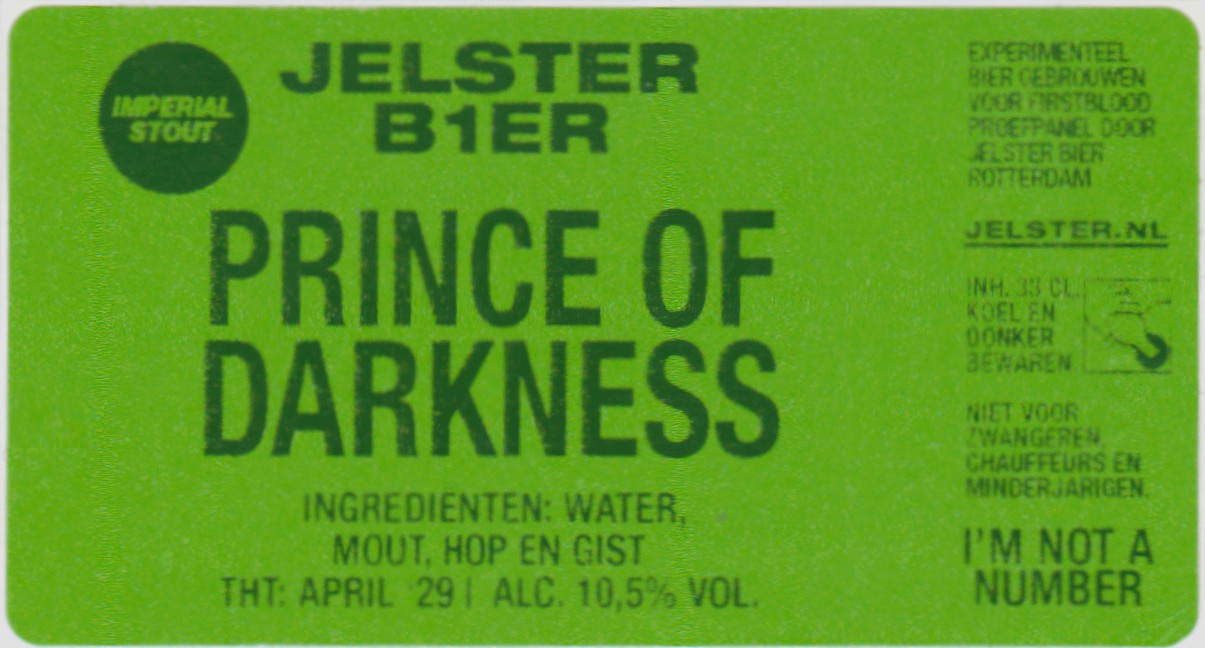 IMPERIAL
STOUT
JELSTER
B1ER
PRINCE OF
DARKNESS
INGREDIENTEN: WATER,
MOUT, HOP EN GIST
THT: APRIL '29 | ALC. 10,5% VOL.
EXPERIMENTEEL
BIER GEBROUWEN
VOOR FIRSTBLOOD
PROEFPANEL DOOR
JELSTER BIER
ROTTERDAM
JELSTER.NL
INH. 33 CL.
KOEL EN
DONKER
BEWAREN
NIET VOOR
ZWANGEREN,
CHAUFFEURS EN
MINDERJARIGEN.
I'M NOT A
NUMBER